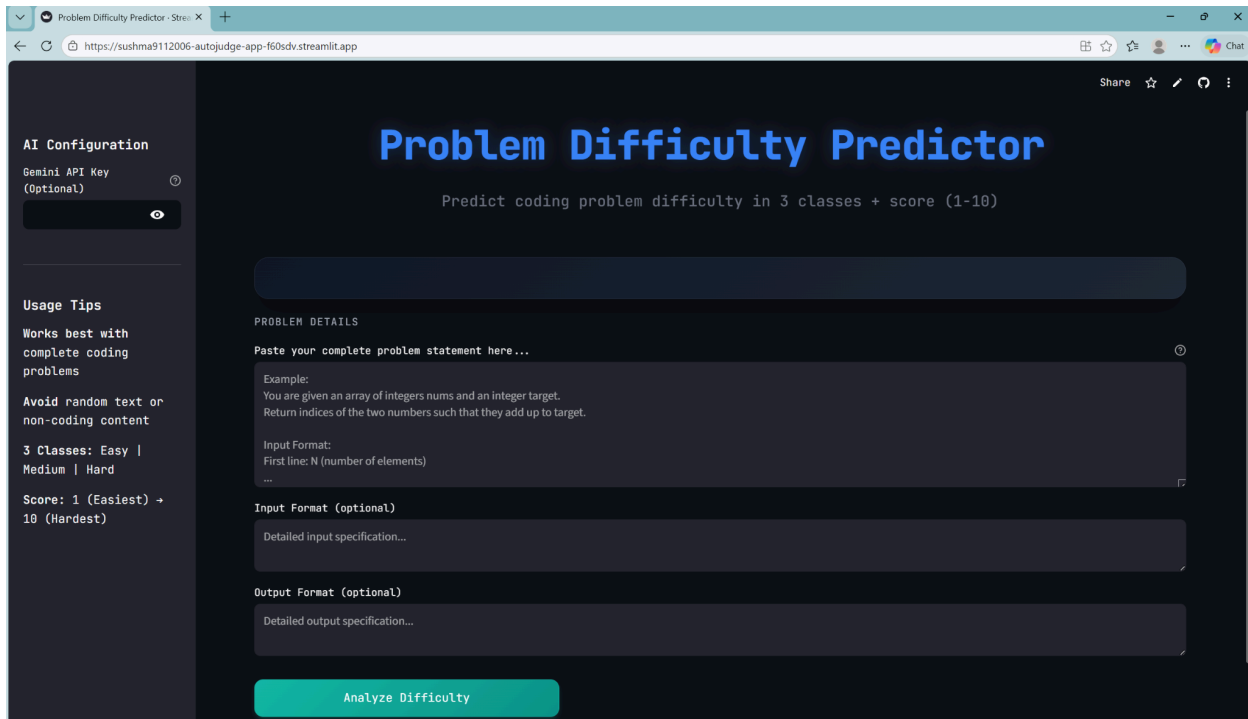 Problem Difficulty Predictor · Strea
https://sushma9112006-autojudge-app-f60sdv.streamlit.app
Chat
Share
AI Configuration
Gemini API Key
(Optional)
Usage Tips
Works best with
complete coding
problems
Avoid random text or
non-coding content
3 Classes: Easy |
Medium | Hard
Score: 1 (Easiest) →
10 (Hardest)
Problem Difficulty Predictor
Predict coding problem difficulty in 3 classes + score (1-10)
PROBLEM DETAILS
Paste your complete problem statement here...
Example:
You are given an array of integers nums and an integer target.
Return indices of the two numbers such that they add up to target.
Input Format:
First line: N (number of elements)
...
Input Format (optional)
Detailed input specification...
Output Format (optional)
Detailed output specification...
Analyze Difficulty